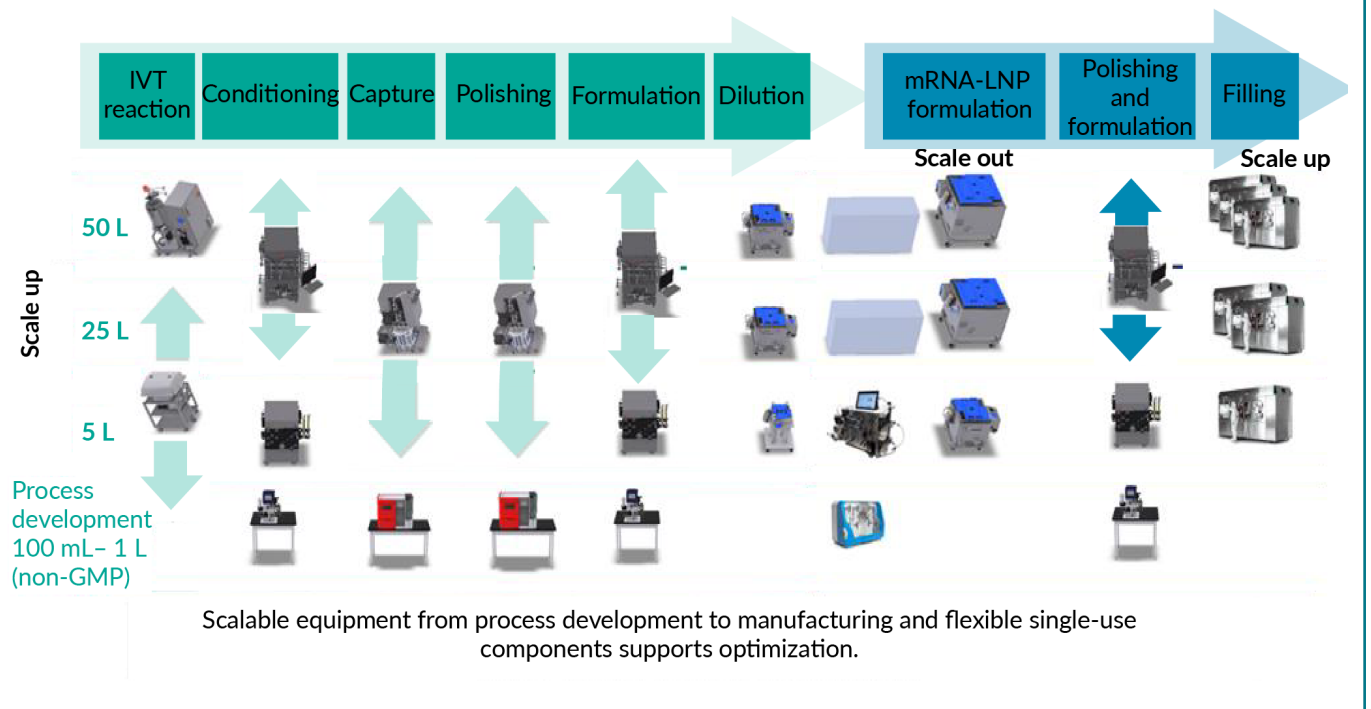 IVT
reaction
Conditioning
Capture
Polishing
Formulation
Dilution
mRNA-LNP
formulation
Polishing
and
formulation
Filling
Scale out
Scale up
Scale up
50 L
25 L
5 L
Process
development
100 mL– 1 L
(non-GMP)
Scalable equipment from process development to manufacturing and flexible single-use
components supports optimization.